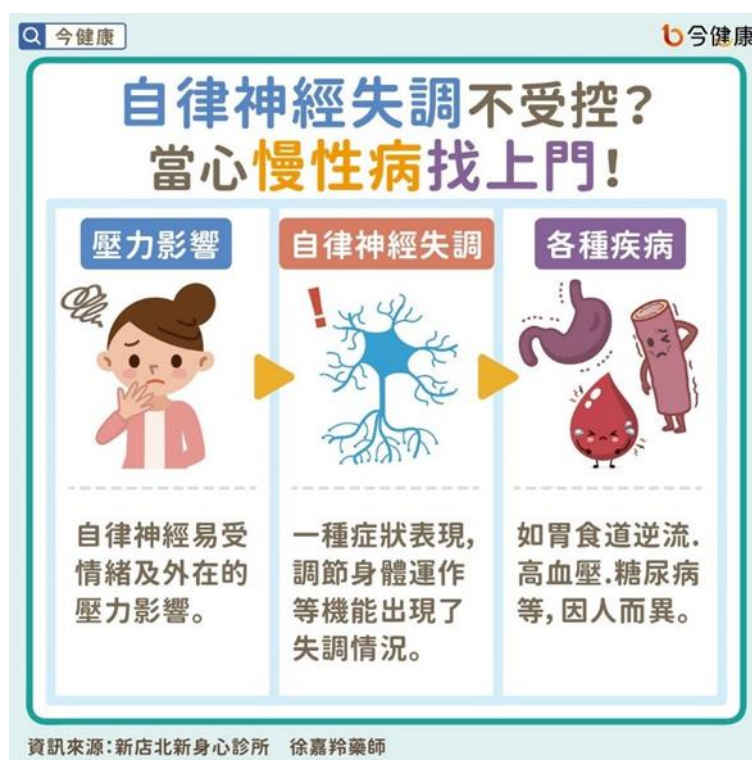 今健康
今健康
自律神經失調不受控？
當心慢性病找上門！
壓力影響
自律神經易受
情緒及外在的
壓力影響。
自律神經失調
一種症狀表現，
調節身體運作
等機能出現了
失調情況。
各種疾病
如胃食道逆流．
高血壓．糖尿病
等，因人而異。
資訊來源：新店北新身心診所　徐嘉羚藥師